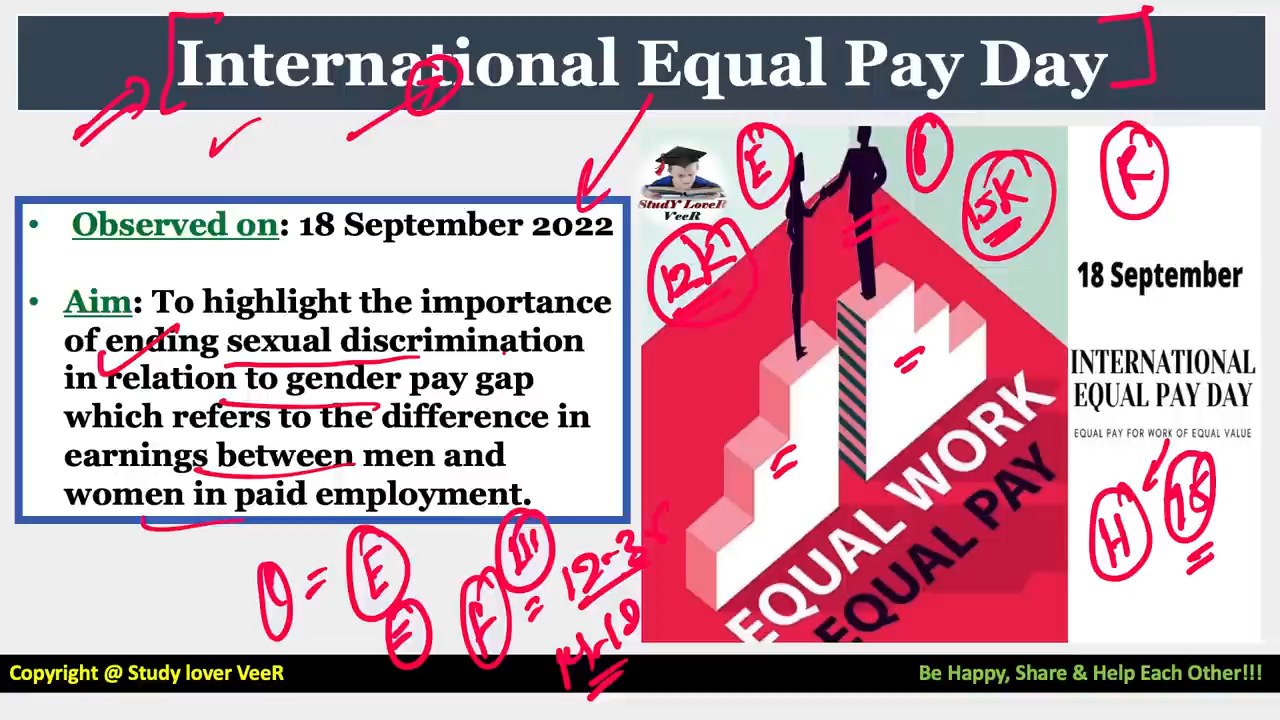 International Equal Pay Day
• Observed on: 18 September 2022
• Aim: To highlight the importance
of ending sexual discrimination
in relation to gender pay gap
which refers to the difference in
earnings between men and
women in paid employment.
StudY LoveR
VeeR
E
12K
15K
R
18 September
INTERNATIONAL
EQUAL PAY DAY
EQUAL PAY FOR WORK OF EQUAL VALUE
EQUAL WORK
EQUAL PAY
H
= E
E
F
III
=
Copyright @ Study lover VeeR
Be Happy, Share & Help Each Other!!!